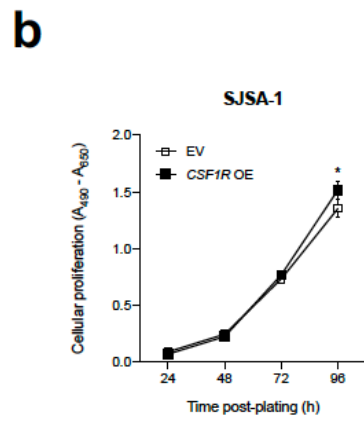 b
SJSA-1
Cellular proliferation (A490 - A650)
2.0
1.5
1.0
0.5
0.0
EV
CSF1R OE
*
24 48 72 96
Time post-plating (h)